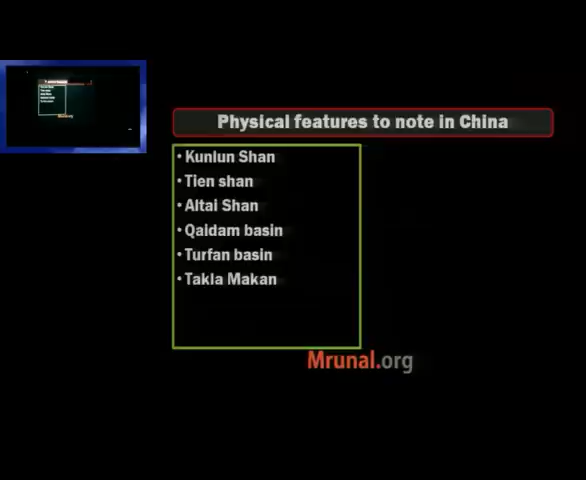 Physical features to note in China
• Kunlun Shan
• Tien shan
• Altai Shan
• Qaidam basin
• Turfan basin
• Takla Makan
Mrunal.org